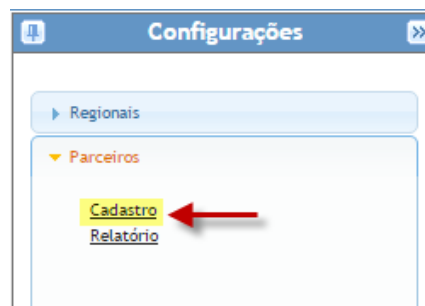 Configurações
Regionais
Parceiros
Cadastro
Relatório